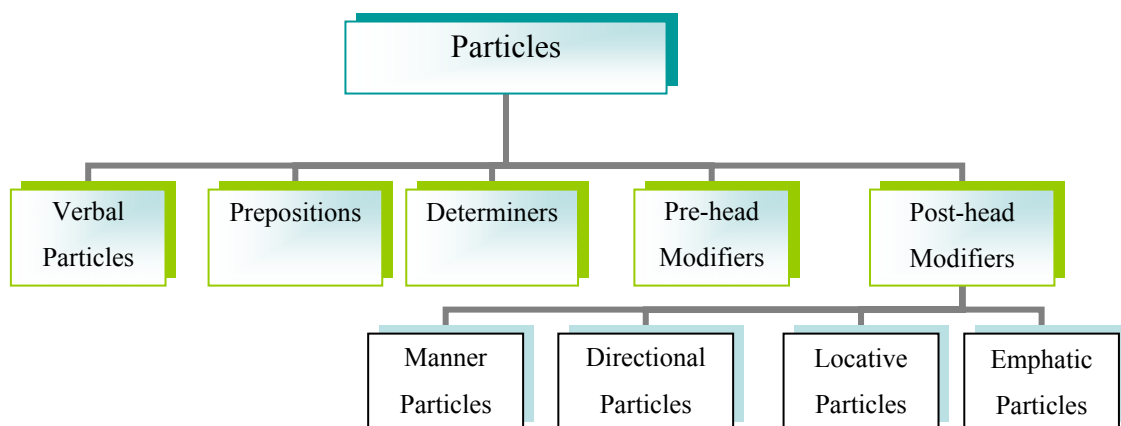 Particles
Verbal
Particles
Prepositions
Determiners
Pre-head
Modifiers
Post-head
Modifiers
Manner
Particles
Directional
Particles
Locative
Particles
Emphatic
Particles